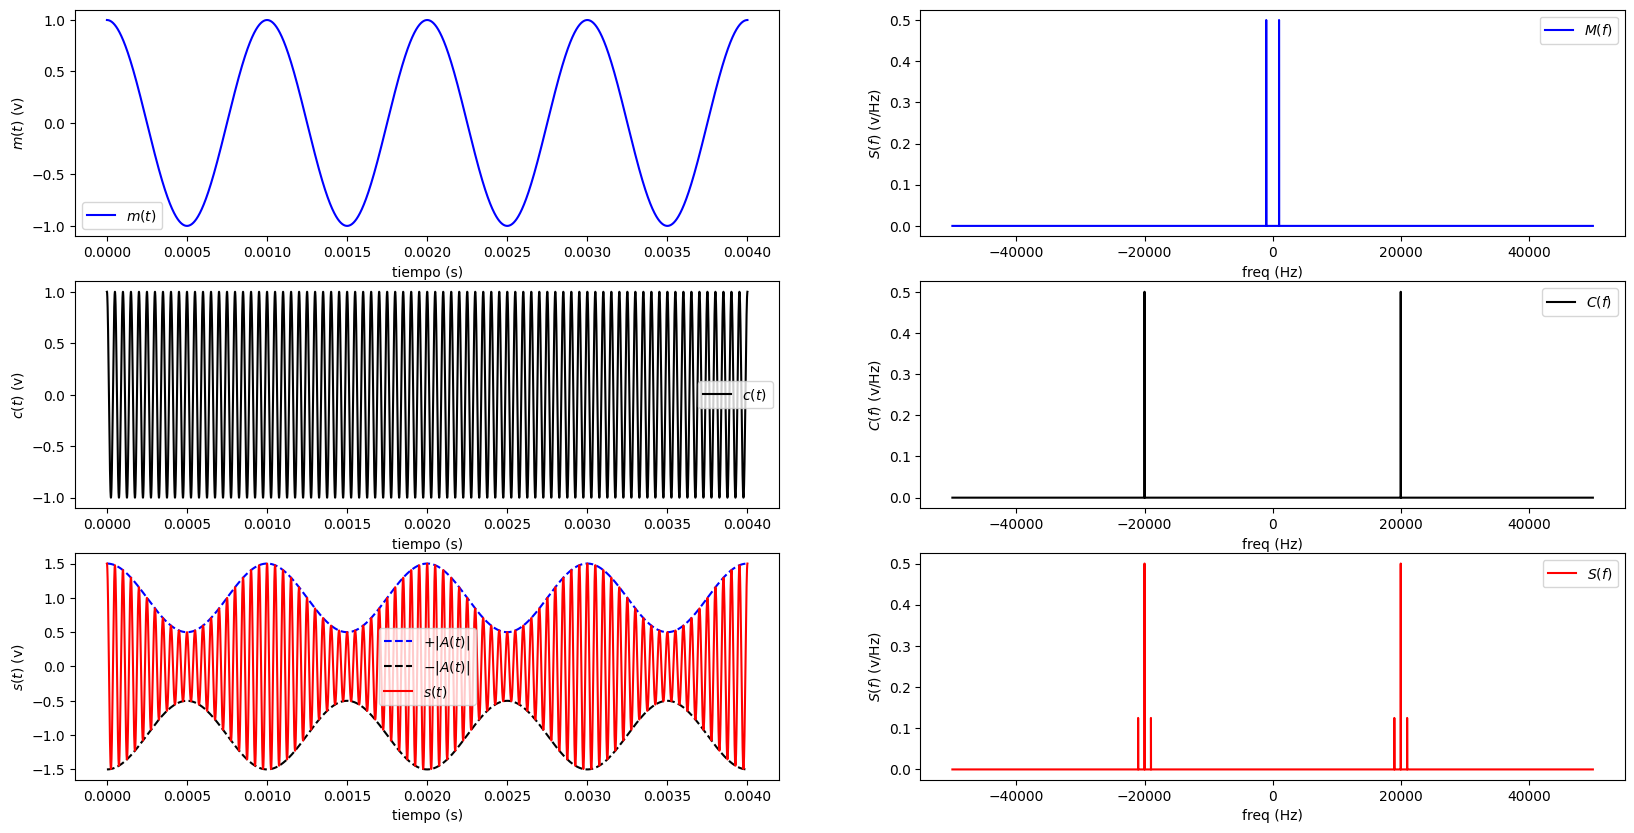 m(t) (v)
1.0
0.5
0.0
−0.5
−1.0
m(t)
0.0000 0.0005 0.0010 0.0015 0.0020 0.0025 0.0030 0.0035 0.0040
tiempo (s)
S(f) (v/Hz)
0.5
0.4
0.3
0.2
0.1
0.0
M(f)
−40000 −20000 0 20000 40000
freq (Hz)
c(t) (v)
1.0
0.5
0.0
−0.5
−1.0
c(t)
0.0000 0.0005 0.0010 0.0015 0.0020 0.0025 0.0030 0.0035 0.0040
tiempo (s)
C(f) (v/Hz)
0.5
0.4
0.3
0.2
0.1
0.0
C(f)
−40000 −20000 0 20000 40000
freq (Hz)
s(t) (v)
1.5
1.0
0.5
0.0
−0.5
−1.0
−1.5
+|A(t)|
−|A(t)|
s(t)
0.0000 0.0005 0.0010 0.0015 0.0020 0.0025 0.0030 0.0035 0.0040
tiempo (s)
S(f) (v/Hz)
0.5
0.4
0.3
0.2
0.1
0.0
S(f)
−40000 −20000 0 20000 40000
freq (Hz)